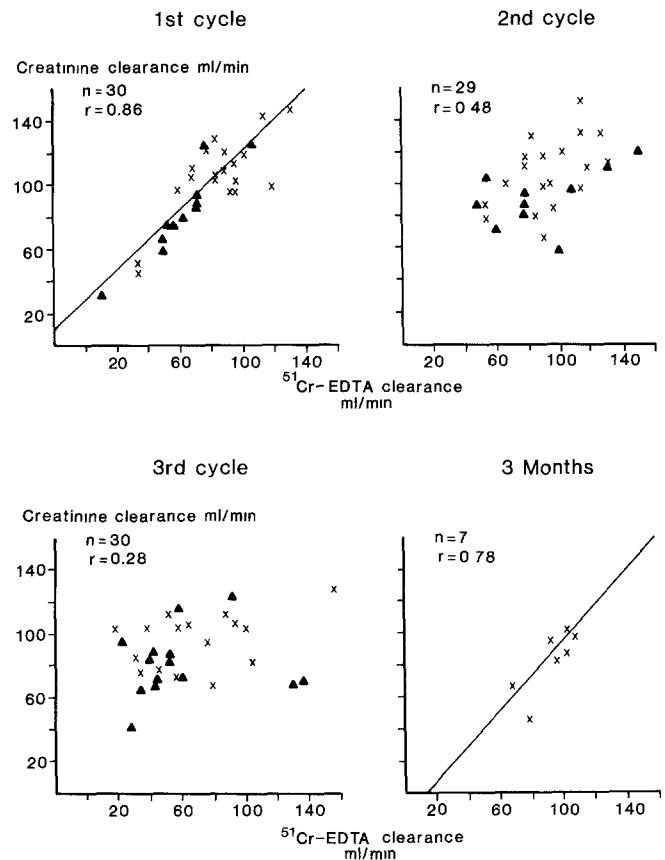 1st cycle
Creatinine clearance ml/min
n=30
r=0.86
140
100
60
20
20 60 100 140
51Cr-EDTA clearance
ml/min
2nd cycle
n=29
r=0 48
140
100
60
20
20 60 100 140
3rd cycle
Creatinine clearance ml/min
n=30
r=0.28
140
100
60
20
20 60 100 140
51Cr-EDTA clearance
ml/min
3 Months
n=7
r=0 78
140
100
60
20
20 60 100 140